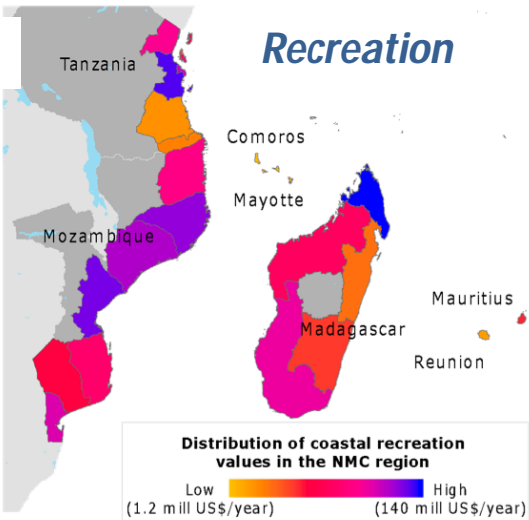 Recreation
Tanzania
Comoros
Mayotte
Mozambique
Mauritius
Madagascar
Reunion
Distribution of coastal recreation
values in the NMC region
Low High
(1.2 mill US$/year) (140 mill US$/year)